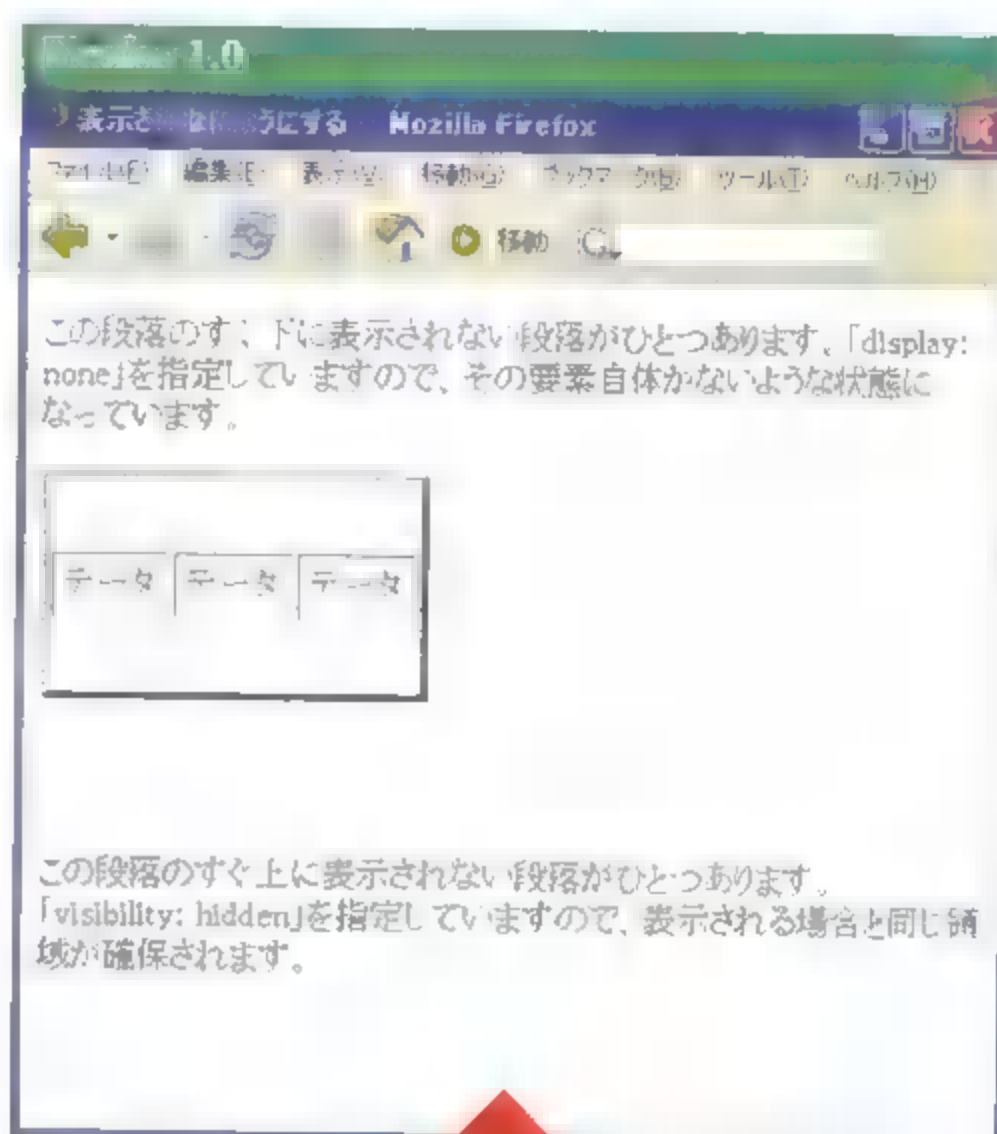 1.0
表示さ うにする Mozilla Firefox
ファイル(F) 編集(E) 表示(V) 移動(G) ブックマーク(B) ツール(T) ヘルプ(H)
移動
この段落のす 下に表示されない段落がひとつあります。「display:
none」を指定していますので、その要素自体がないような状態に
なっています。
データ データ データ
この段落のすぐ上に表示されない段落がひとつあります。
「visibility: hidden」を指定していますので、表示される場合と同じ領
域が確保されます。